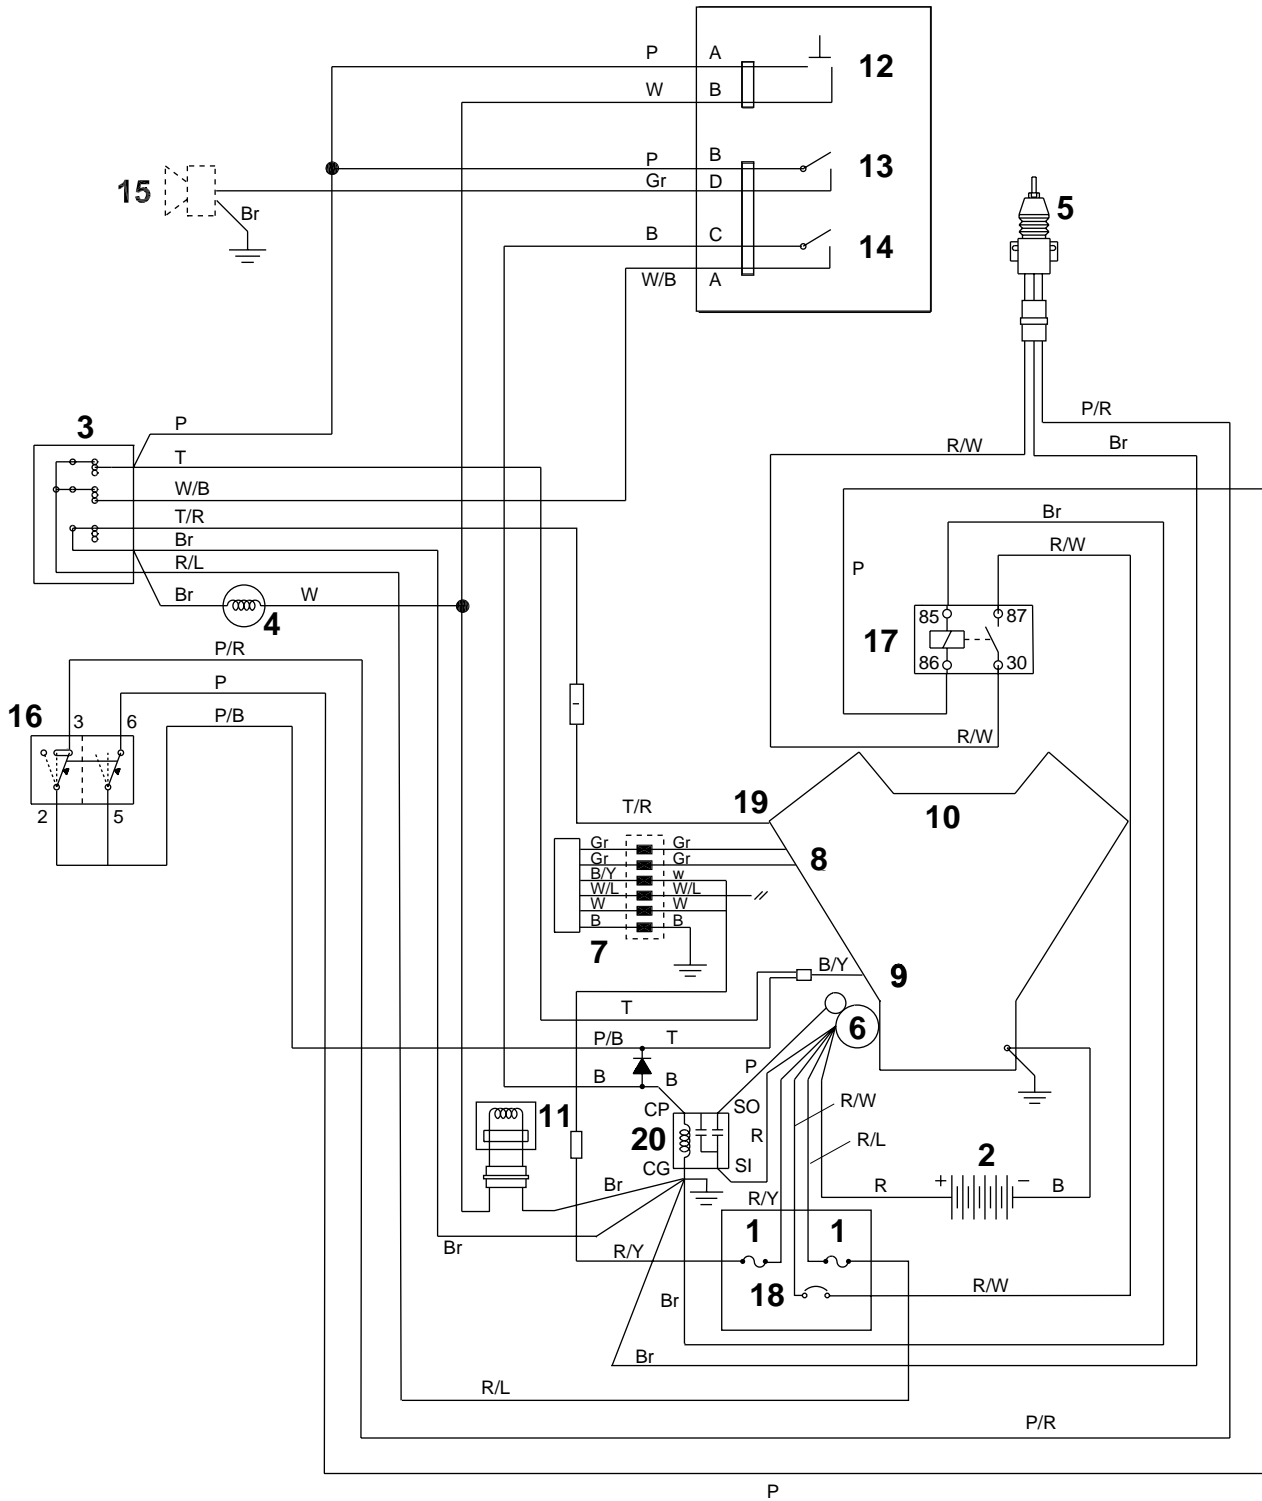 P A
12
W B
P B
13
15
Gr D
5
Br
B C
14
W/B A
P/R
3
P
R/W
Br
T
W/B
Br
T/R
R/W
Br
R/L
P
Br
W
4
85 87
17
86 30
P/R
P
16
3 6
P/B
R/W
2 5
19
T/R
10
Gr Gr
8
Gr Gr
B/Y w
W/L W/L
W W
B B
7
B/Y
9
T
6
P/B T
P
B B
R/W
11
CP SO
20
R
R/L
CG SI
2
+ −
Br
R B
R/Y
1 1
Br
R/Y
18
R/W
Br
Br
R/L
P/R
P